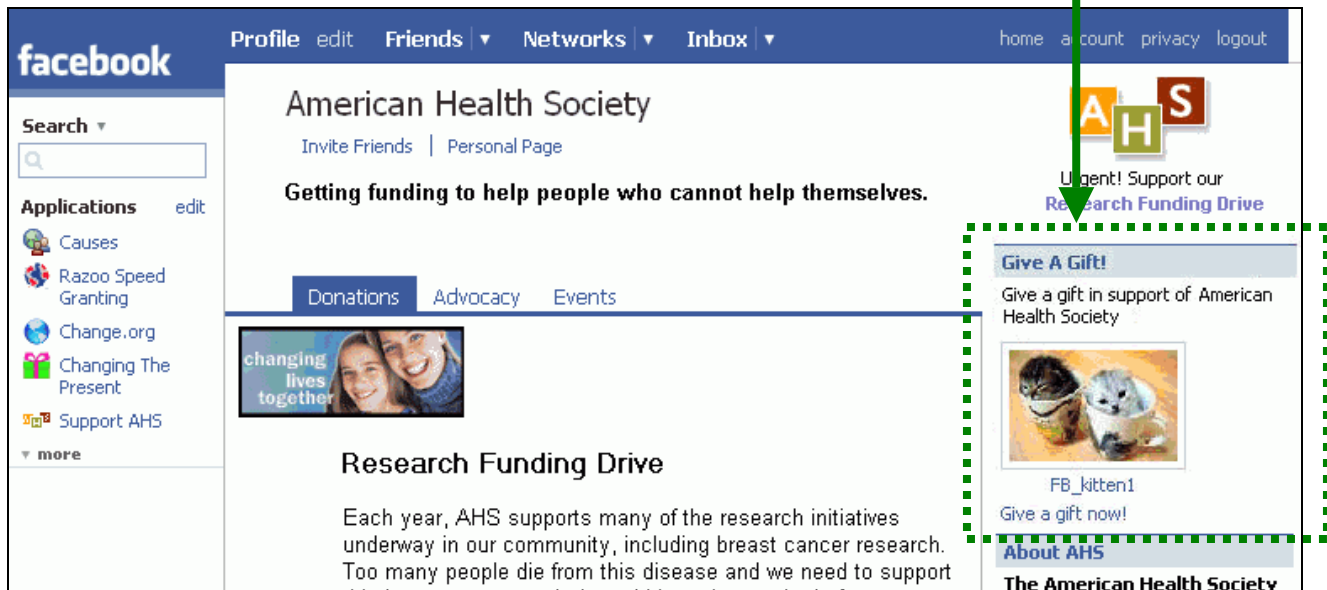 facebook
Profile edit Friends ▾ Networks ▾ Inbox ▾
home account privacy logout
Search ▾
Applications edit
Causes
Razoo Speed
Granting
Change.org
Changing The
Present
Support AHS
▾ more
American Health Society
Invite Friends | Personal Page
Getting funding to help people who cannot help themselves.
Donations Advocacy Events
changing
lives
together
Research Funding Drive
Each year, AHS supports many of the research initiatives
underway in our community, including breast cancer research.
Too many people die from this disease and we need to support
A H S
Urgent! Support our
Research Funding Drive
Give A Gift!
Give a gift in support of American
Health Society
FB_kitten1
Give a gift now!
About AHS
The American Health Society